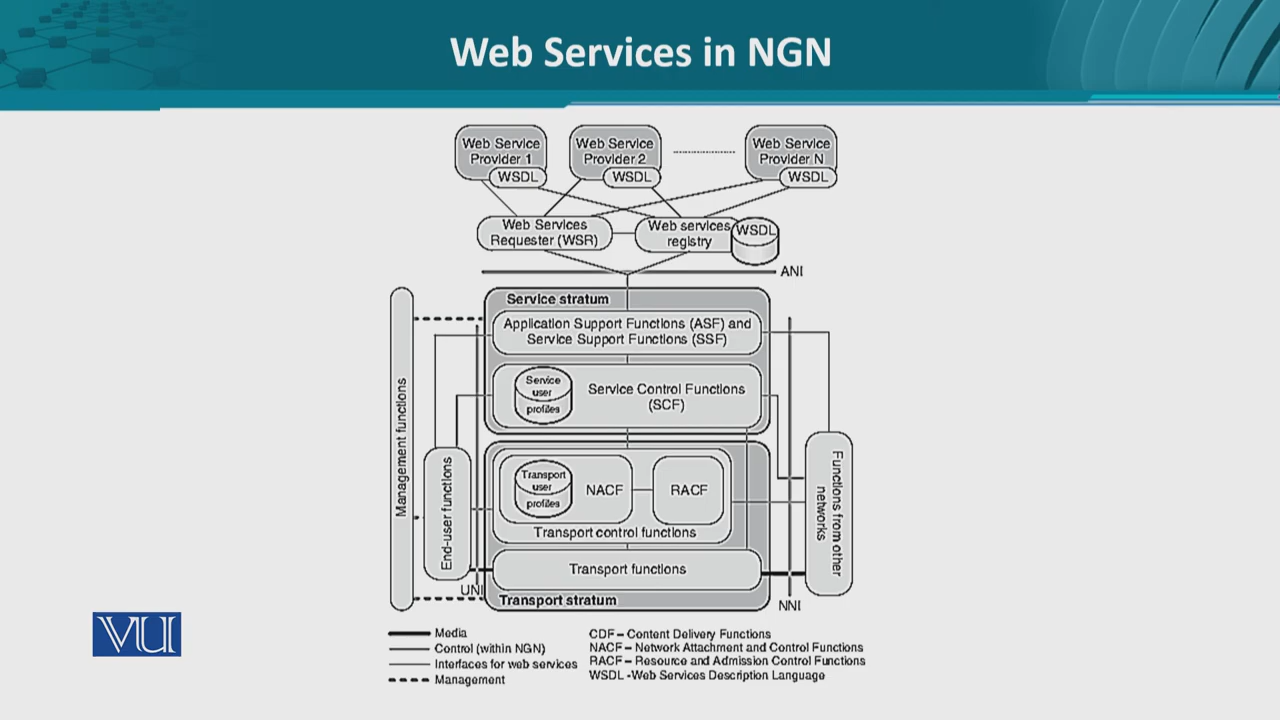 Web Services in NGN
Web Service
Provider 1
WSDL
Web Service
Provider 2
WSDL
Web Service
Provider N
WSDL
Web Services
Requester (WSR)
Web services
registry
WSDL
ANI
Service stratum
Application Support Functions (ASF) and
Service Support Functions (SSF)
Service
user
profiles
Service Control Functions
(SCF)
Management functions
End-user functions
Transport
user
profiles
NACF
RACF
Transport control functions
Functions from other
networks
Transport functions
UNI
Transport stratum
NNI
Media
Control (within NGN)
Interfaces for web services
Management
CDF – Content Delivery Functions
NACF – Network Attachment and Control Functions
RACF – Resource and Admission Control Functions
WSDL -Web Services Description Language
VU